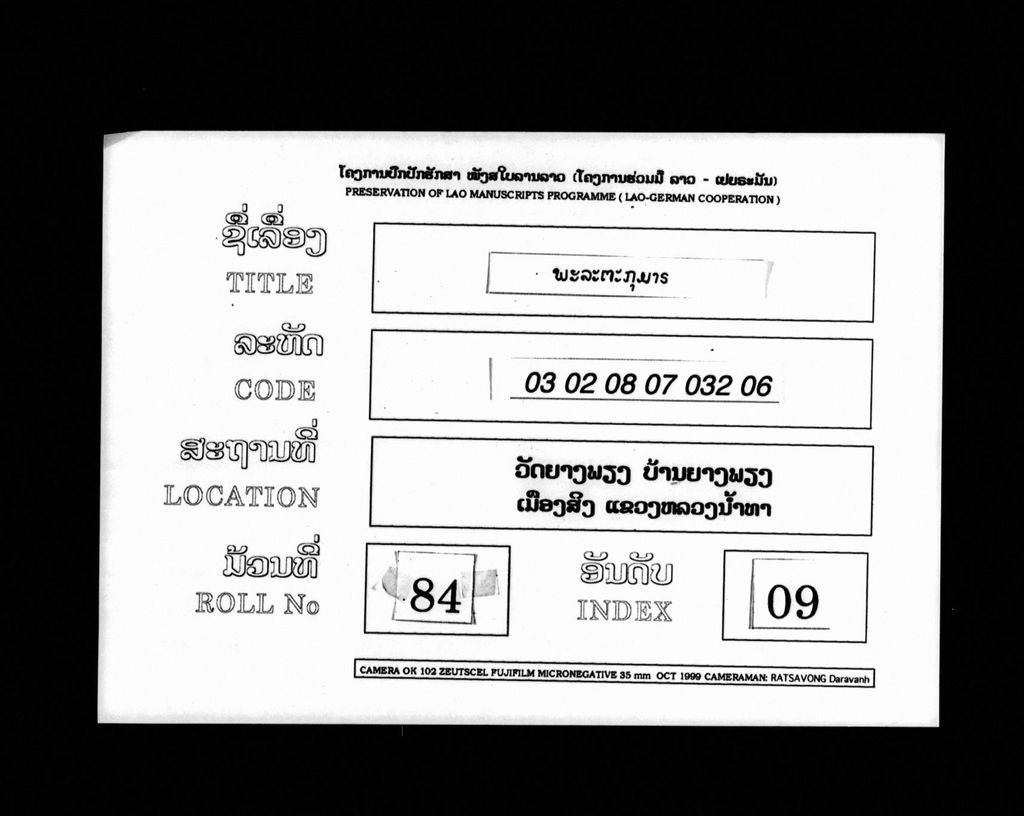 ໂຄງການປົກປັກຮັກສາ ໜັງສືໃບລານລາວ (ໂຄງການຮ່ວມມື ລາວ - ເຢຍຣະມັນ)
PRESERVATION OF LAO MANUSCRIPTS PROGRAMME ( LAO-GERMAN COOPERATION )
ຊື່ເລື່ອງ
TITLE
ພະລະຕະກຸມາຣ
ລະຫັດ
CODE
03 02 08 07 032 06
ສະຖານທີ່
LOCATION
ວັດຍາງພຽງ ບ້ານຍາງພຽງ
ເມືອງສິງ ແຂວງຫລວງນ້ຳທາ
ມ້ວນທີ່
ROLL No
84
ອັນດັບ
INDEX
09
CAMERA OK 102 ZEUTSCEL FUJIFILM MICRONEGATIVE 35 mm OCT 1999 CAMERAMAN: RATSAVONG Daravanh